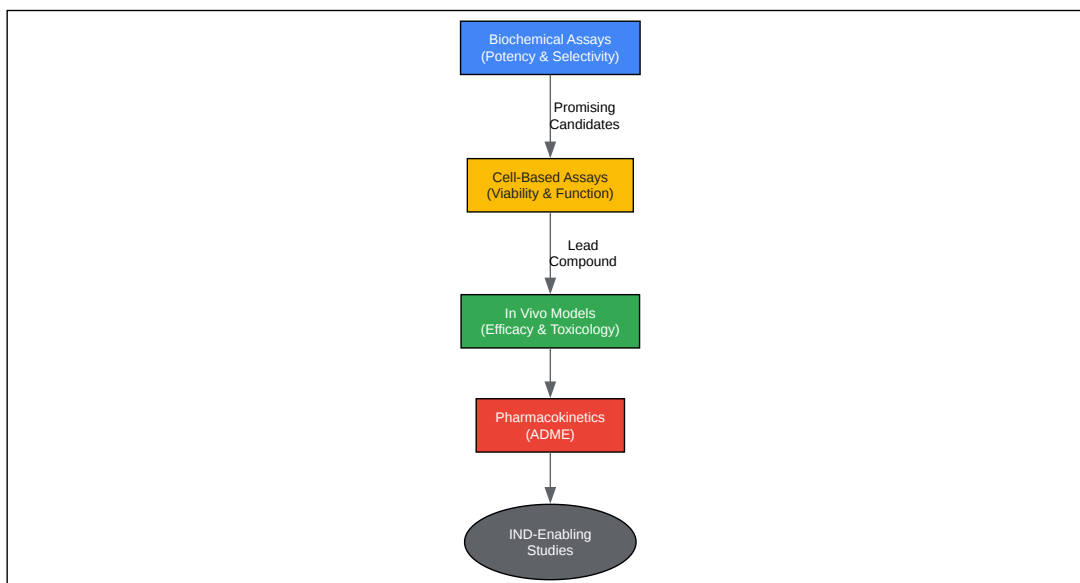 Biochemical Assays
(Potency & Selectivity)
Promising
Candidates
Cell-Based Assays
(Viability & Function)
Lead
Compound
In Vivo Models
(Efficacy & Toxicology)
Pharmacokinetics
(ADME)
IND-Enabling
Studies